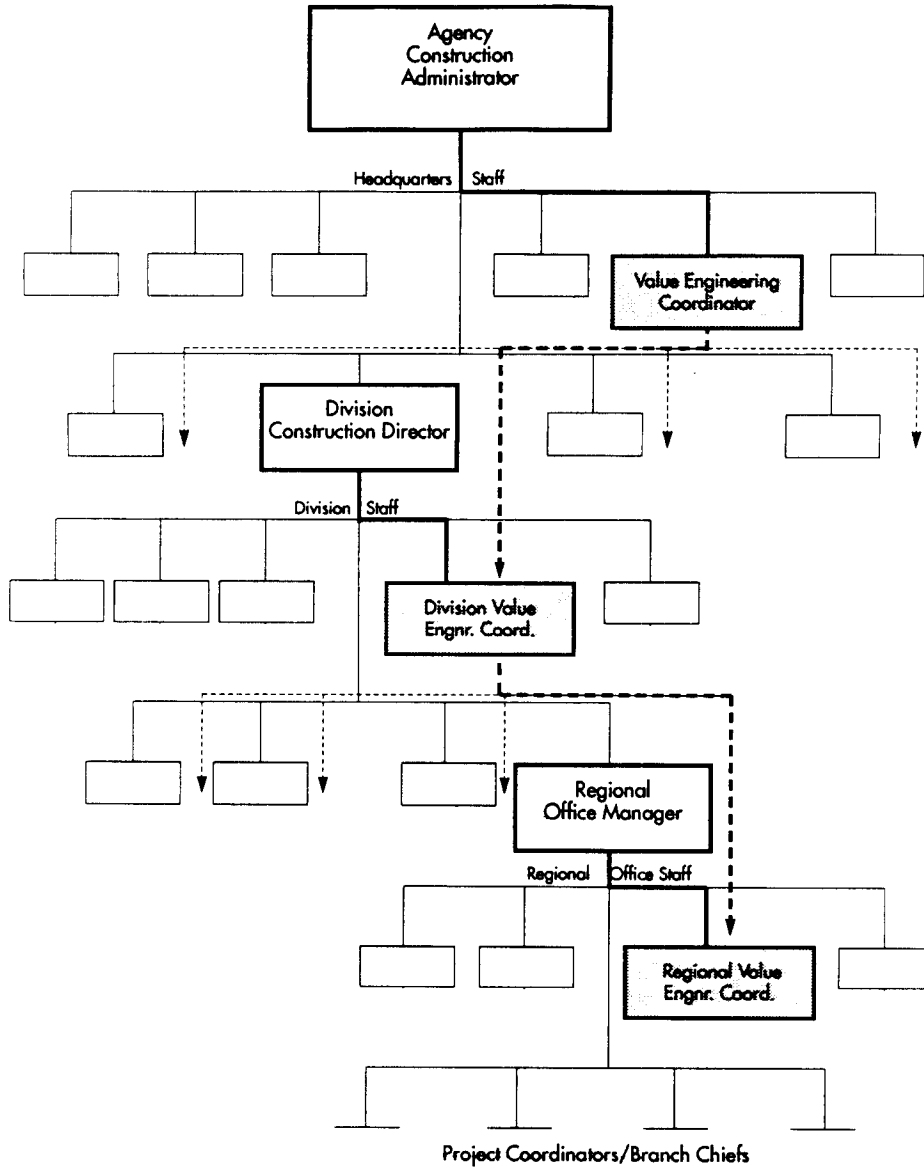 Agency
Construction
Administrator
Headquarters Staff
Value Engineering
Coordinator
Division
Construction Director
Division Staff
Division Value
Engnr. Coord.
Regional
Office Manager
Regional Office Staff
Regional Value
Engnr. Coord.
Project Coordinators/Branch Chiefs